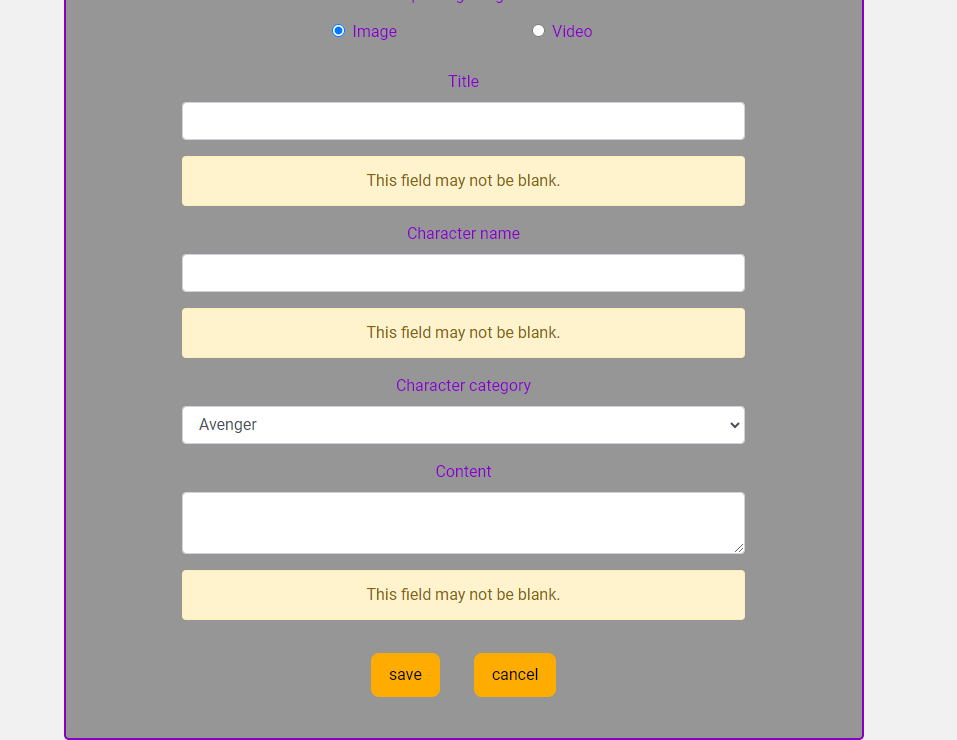 Image
Video
Title
This field may not be blank.
Character name
This field may not be blank.
Character category
Avenger
Content
This field may not be blank.
save
cancel